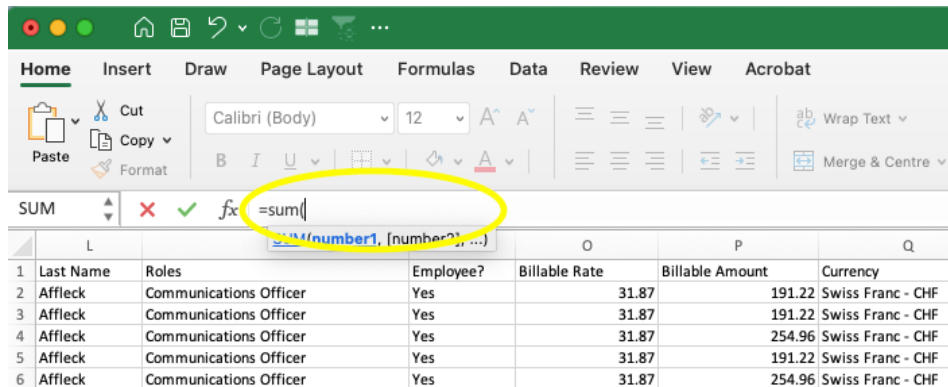 Home Insert Draw Page Layout Formulas Data Review View Acrobat
Paste
Cut
Copy
Format
Calibri (Body) 12 A^ A˅
B I U A
ab Wrap Text
Merge & Centre
SUM fx =sum(
SUM(number1, [number2], ...)
L O P Q
1 Last Name Roles Employee? Billable Rate Billable Amount Currency
2 Affleck Communications Officer Yes 31.87 191.22 Swiss Franc - CHF
3 Affleck Communications Officer Yes 31.87 191.22 Swiss Franc - CHF
4 Affleck Communications Officer Yes 31.87 254.96 Swiss Franc - CHF
5 Affleck Communications Officer Yes 31.87 191.22 Swiss Franc - CHF
6 Affleck Communications Officer Yes 31.87 254.96 Swiss Franc - CHF